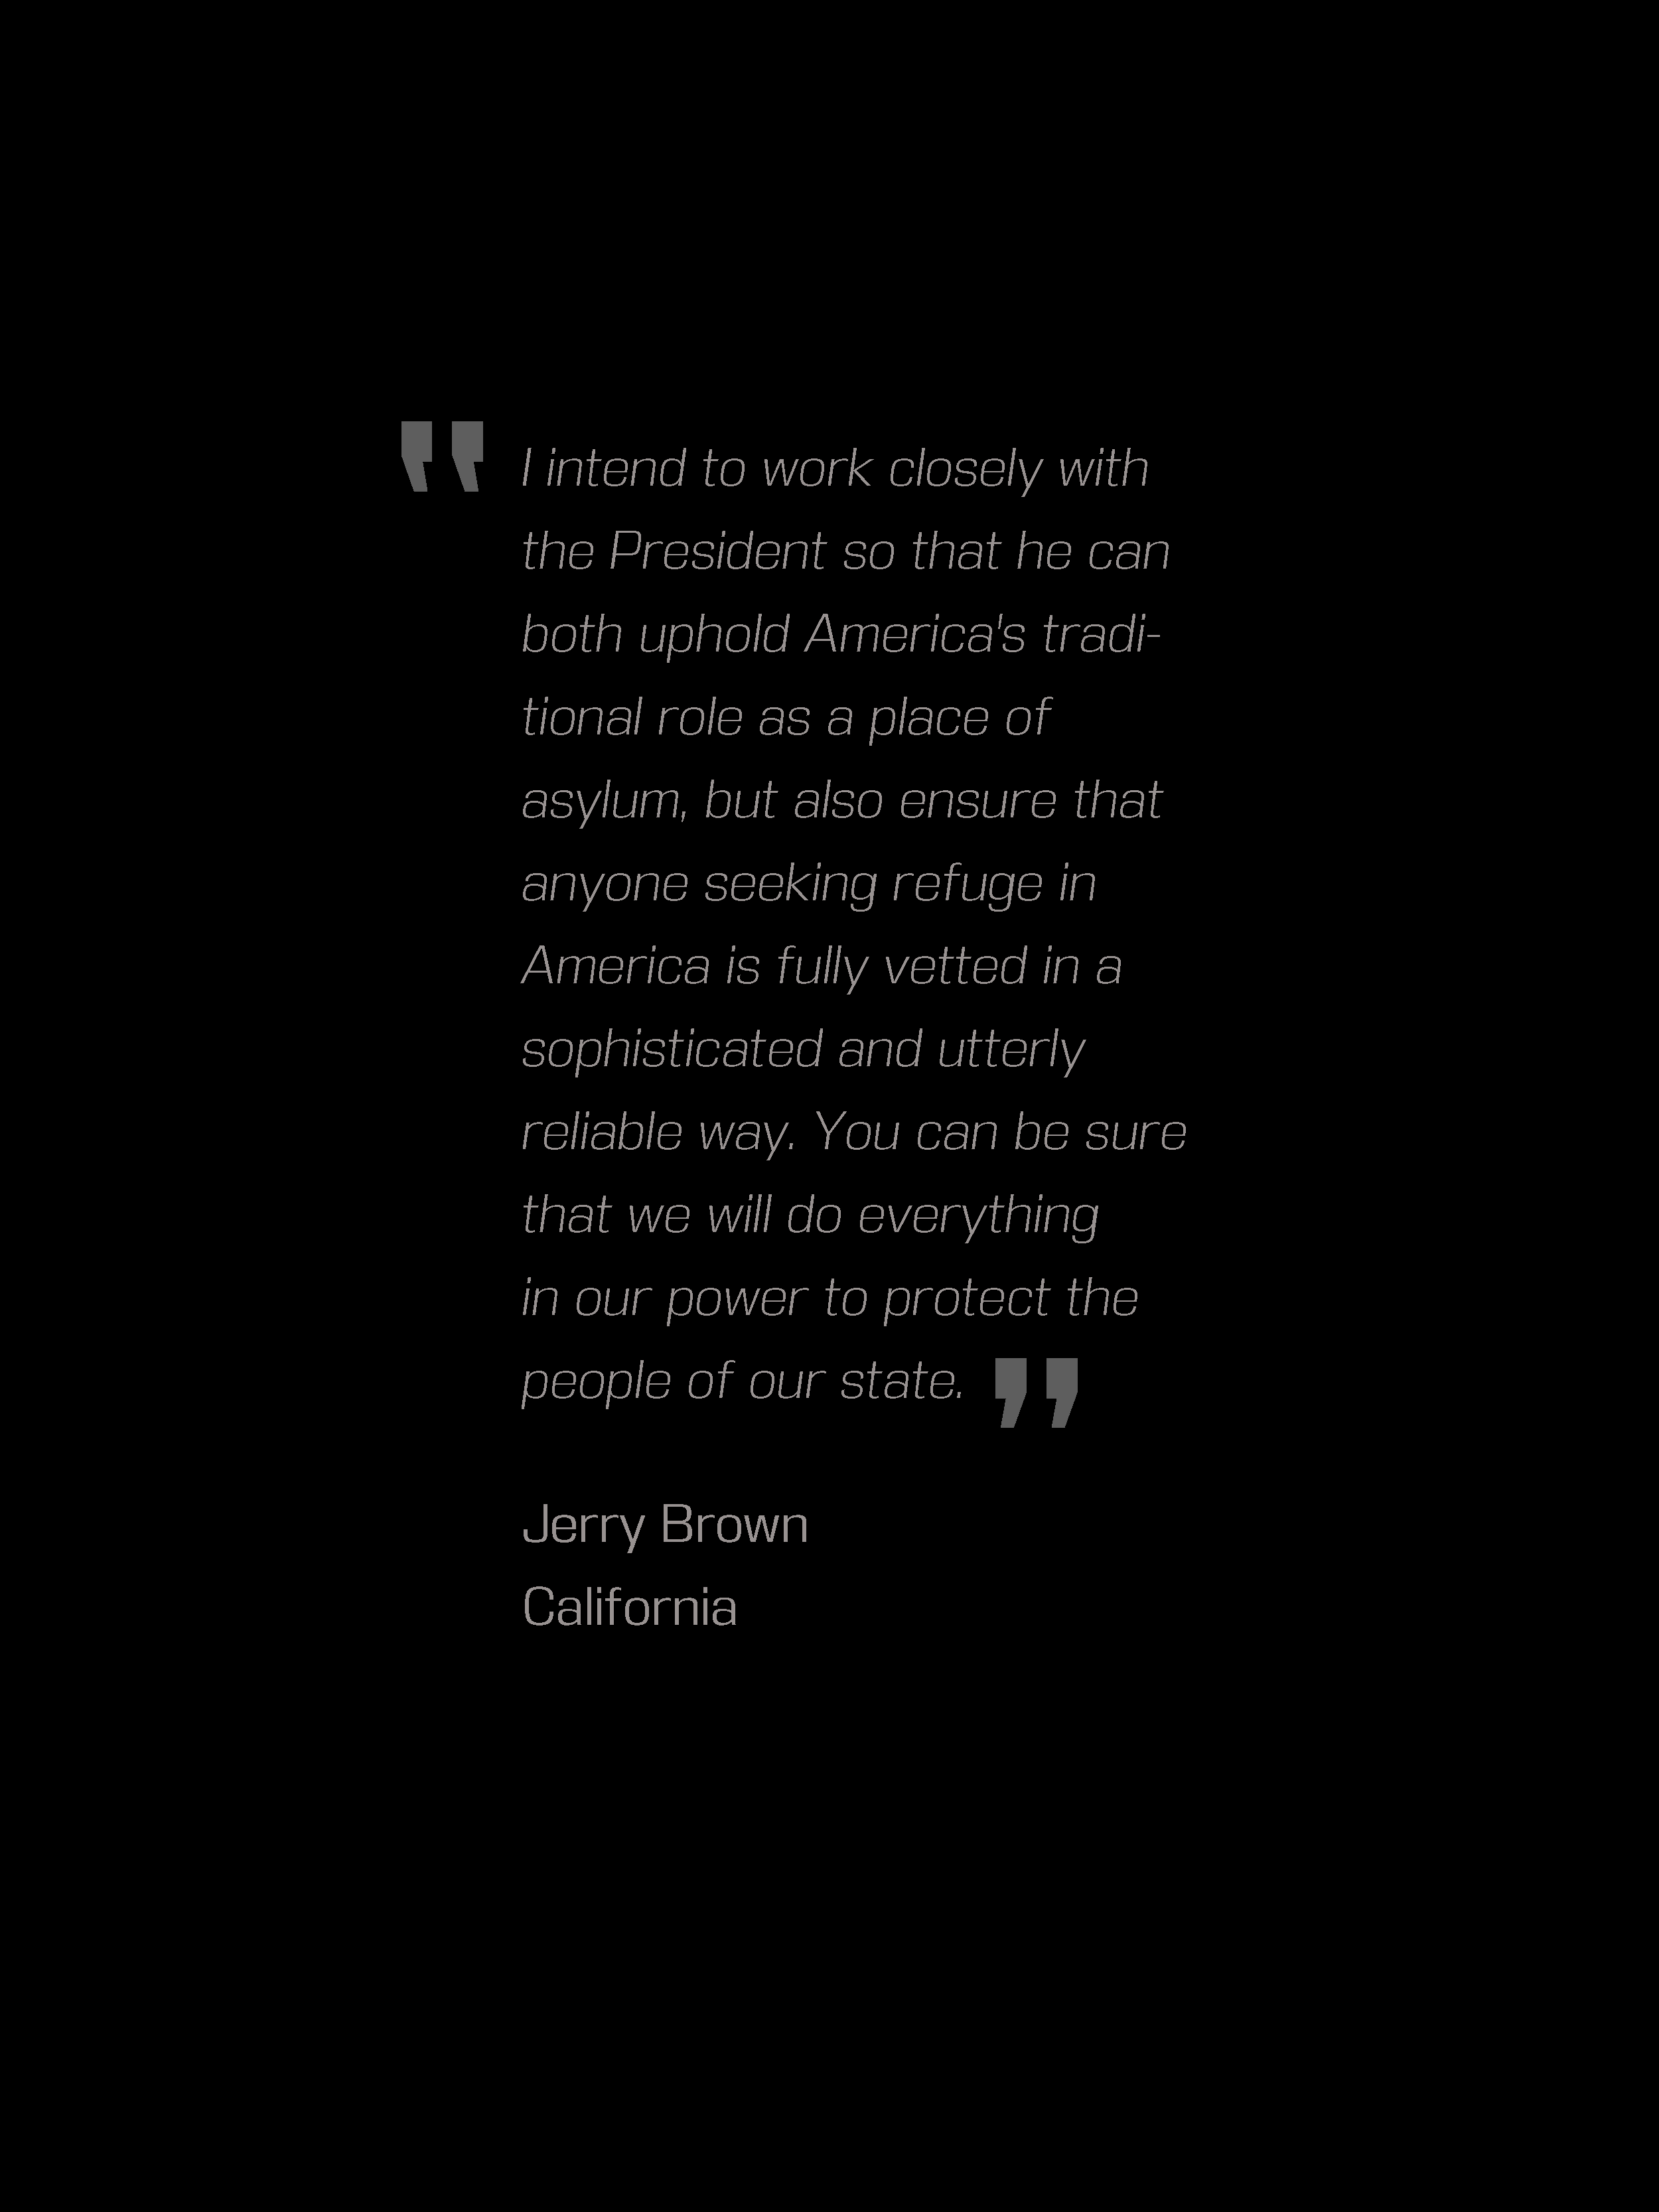 "I intend to work closely with
the President so that he can
both uphold America's tradi-
tional role as a place of
asylum, but also ensure that
anyone seeking refuge in
America is fully vetted in a
sophisticated and utterly
reliable way. You can be sure
that we will do everything
in our power to protect the
people of our state."
Jerry Brown
California